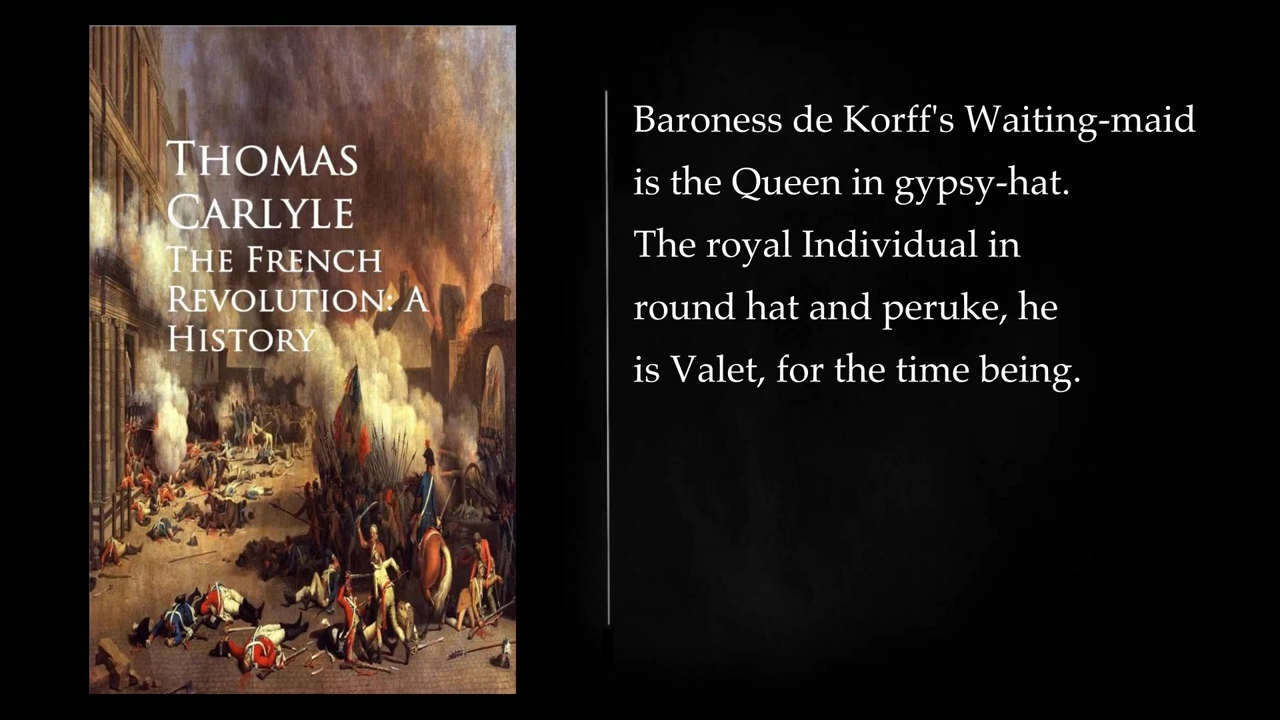 THOMAS
CARLYLE
THE FRENCH
REVOLUTION: A
HISTORY
Baroness de Korff's Waiting-maid
is the Queen in gypsy-hat.
The royal Individual in
round hat and peruke, he
is Valet, for the time being.